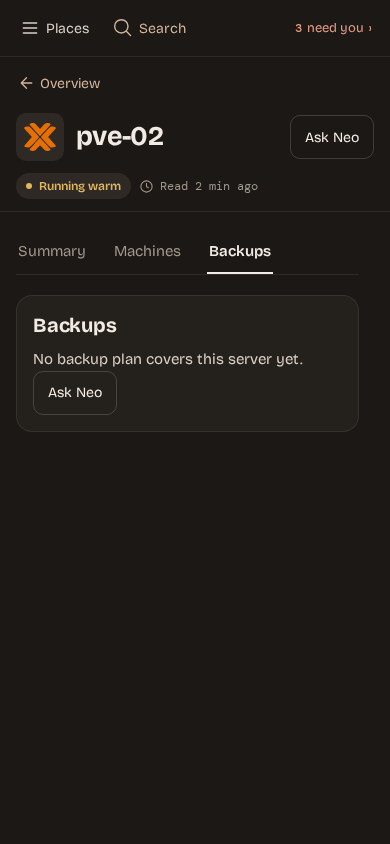 Places
Search
3 need you ›
← Overview
pve-02
Ask Neo
Running warm
Read 2 min ago
Summary
Machines
Backups
Backups
No backup plan covers this server yet.
Ask Neo